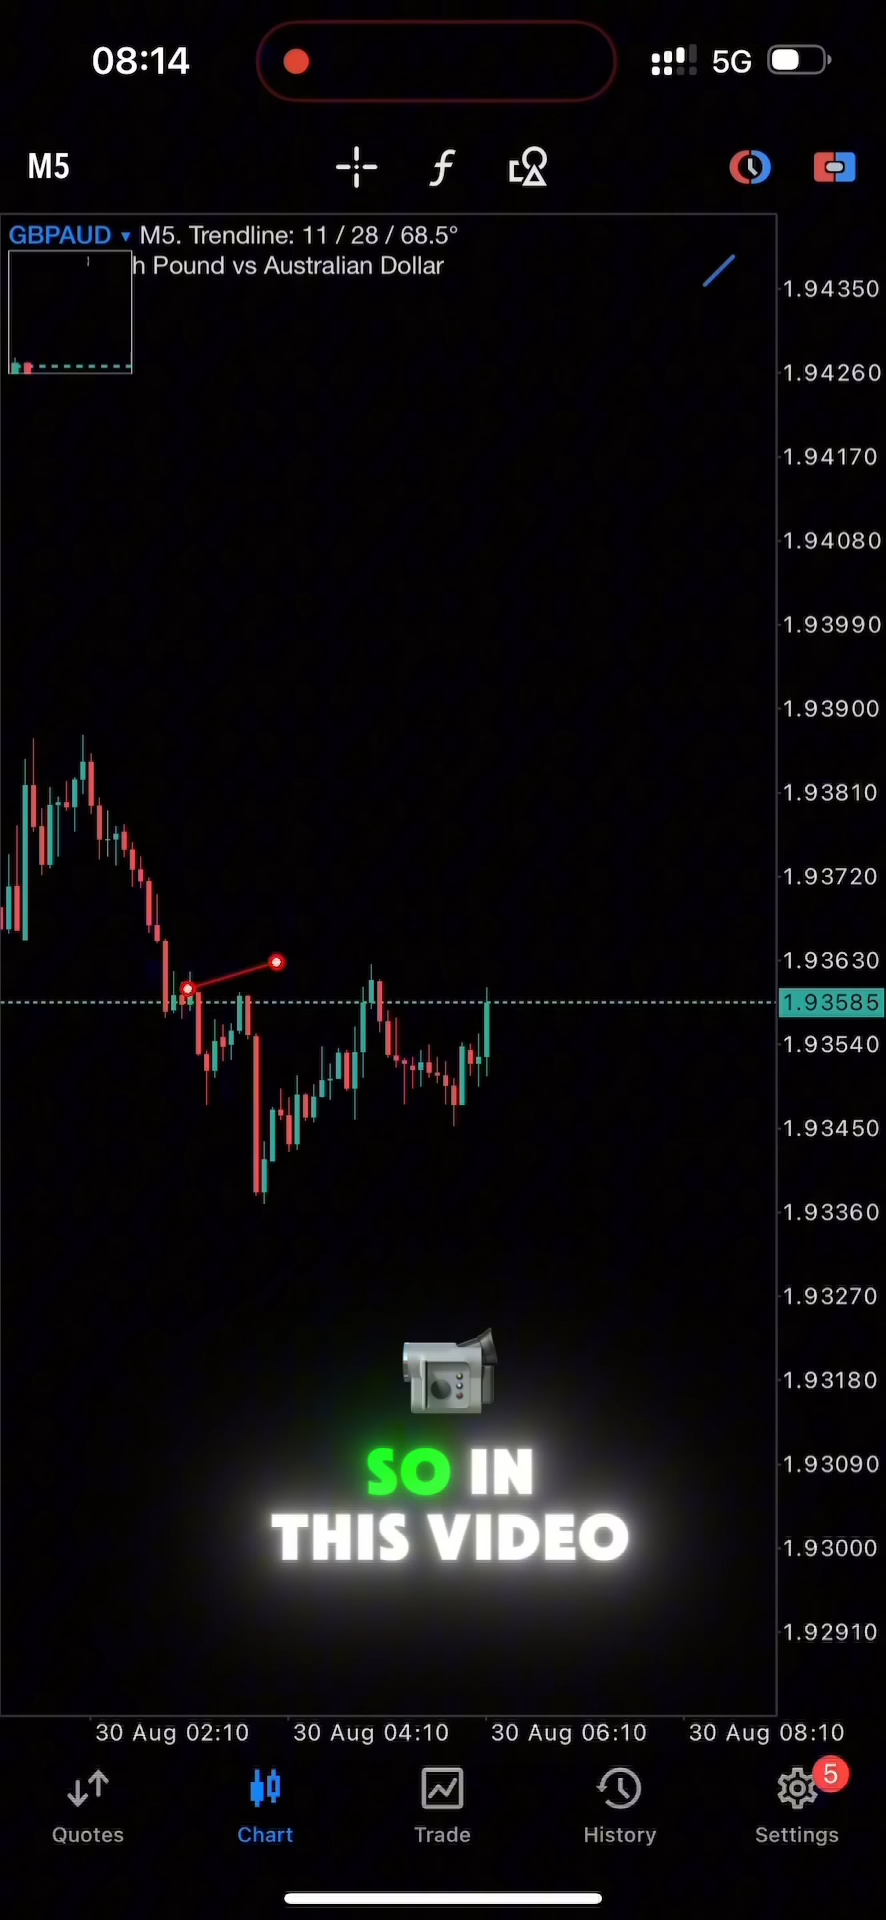 08:14
5G
M5
GBPAUD ▾ M5. Trendline: 11 / 28 / 68.5°
h Pound vs Australian Dollar
1.94350
1.94260
1.94170
1.94080
1.93990
1.93900
1.93810
1.93720
1.93630
1.93585
1.93540
1.93450
1.93360
1.93270
1.93180
1.93090
1.93000
1.92910
SO IN
THIS VIDEO
30 Aug 02:10 30 Aug 04:10 30 Aug 06:10 30 Aug 08:10
5
Quotes Chart Trade History Settings